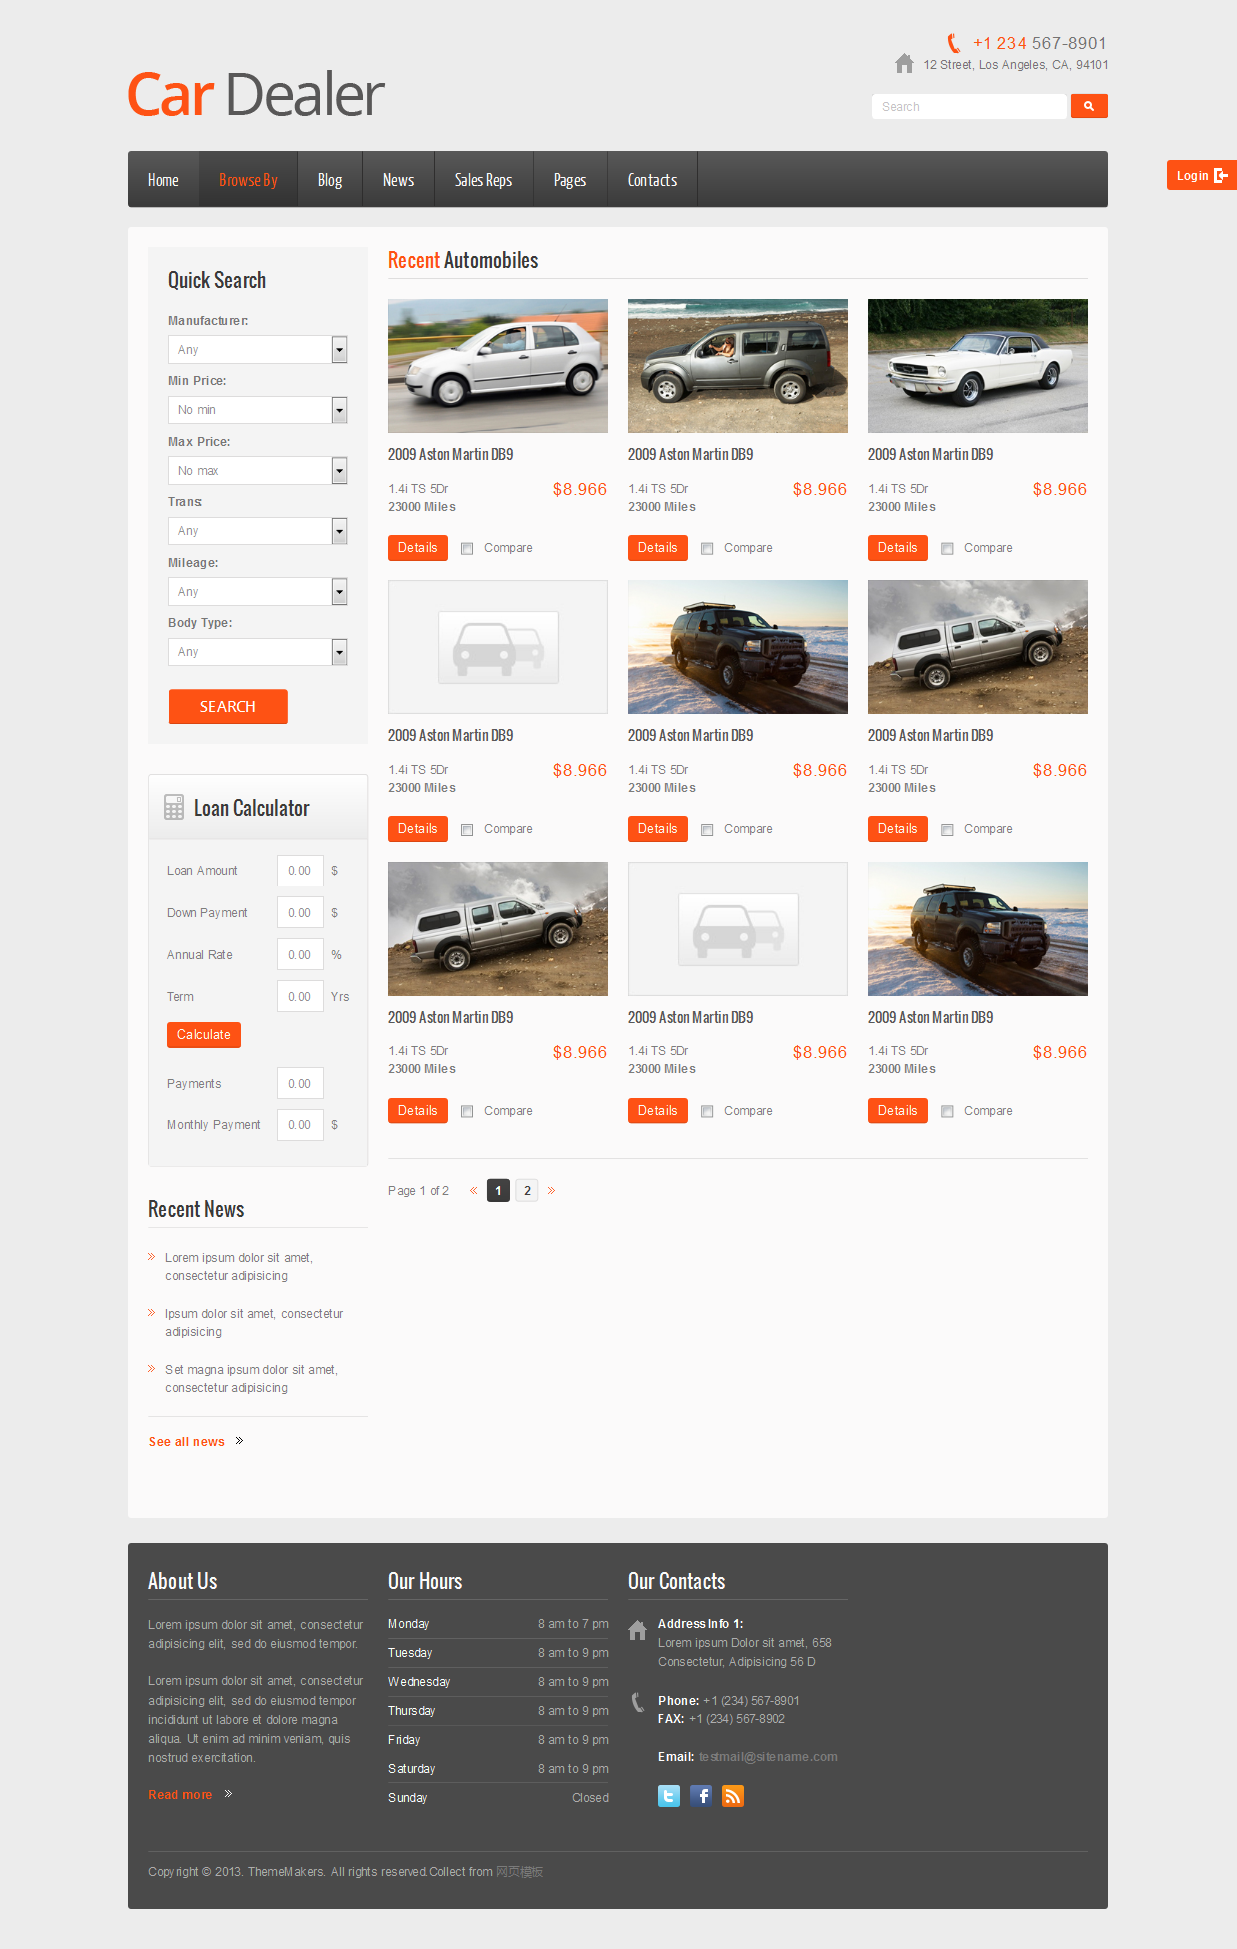 +1 234 567-8901
12 Street, Los Angeles, CA, 94101
Car Dealer
Search
Home Browse By Blog News Sales Reps Pages Contacts
Login
Quick Search
Manufacturer:
Any
Min Price:
No min
Max Price:
No max
Trans:
Any
Mileage:
Any
Body Type:
Any
SEARCH
Loan Calculator
Loan Amount 0.00 $
Down Payment 0.00 $
Annual Rate 0.00 %
Term 0.00 Yrs
Calculate
Payments 0.00
Monthly Payment 0.00 $
Recent News
Lorem ipsum dolor sit amet,
consectetur adipisicing
Ipsum dolor sit amet, consectetur
adipisicing
Set magna ipsum dolor sit amet,
consectetur adipisicing
See all news
Recent Automobiles
2009 Aston Martin DB9 2009 Aston Martin DB9 2009 Aston Martin DB9
1.4i TS 5Dr $8.966 1.4i TS 5Dr $8.966 1.4i TS 5Dr $8.966
23000 Miles 23000 Miles 23000 Miles
Details Compare Details Compare Details Compare
2009 Aston Martin DB9 2009 Aston Martin DB9 2009 Aston Martin DB9
1.4i TS 5Dr $8.966 1.4i TS 5Dr $8.966 1.4i TS 5Dr $8.966
23000 Miles 23000 Miles 23000 Miles
Details Compare Details Compare Details Compare
2009 Aston Martin DB9 2009 Aston Martin DB9 2009 Aston Martin DB9
1.4i TS 5Dr $8.966 1.4i TS 5Dr $8.966 1.4i TS 5Dr $8.966
23000 Miles 23000 Miles 23000 Miles
Details Compare Details Compare Details Compare
Page 1 of 2 « 1 2 »
About Us
Lorem ipsum dolor sit amet, consectetur
adipisicing elit, sed do eiusmod tempor.
Lorem ipsum dolor sit amet, consectetur
adipisicing elit, sed do eiusmod tempor
incididunt ut labore et dolore magna
aliqua. Ut enim ad minim veniam, quis
nostrud exercitation.
Read more
Our Hours
Monday 8 am to 7 pm
Tuesday 8 am to 9 pm
Wednesday 8 am to 9 pm
Thursday 8 am to 9 pm
Friday 8 am to 9 pm
Saturday 8 am to 9 pm
Sunday Closed
Our Contacts
Address Info 1:
Lorem ipsum Dolor sit amet, 658
Consectetur, Adipisicing 56 D
Phone: +1 (234) 567-8901
FAX: +1 (234) 567-8902
Email: testmail@sitename.com
Copyright © 2013. ThemeMakers. All rights reserved.Collect from 网页模板